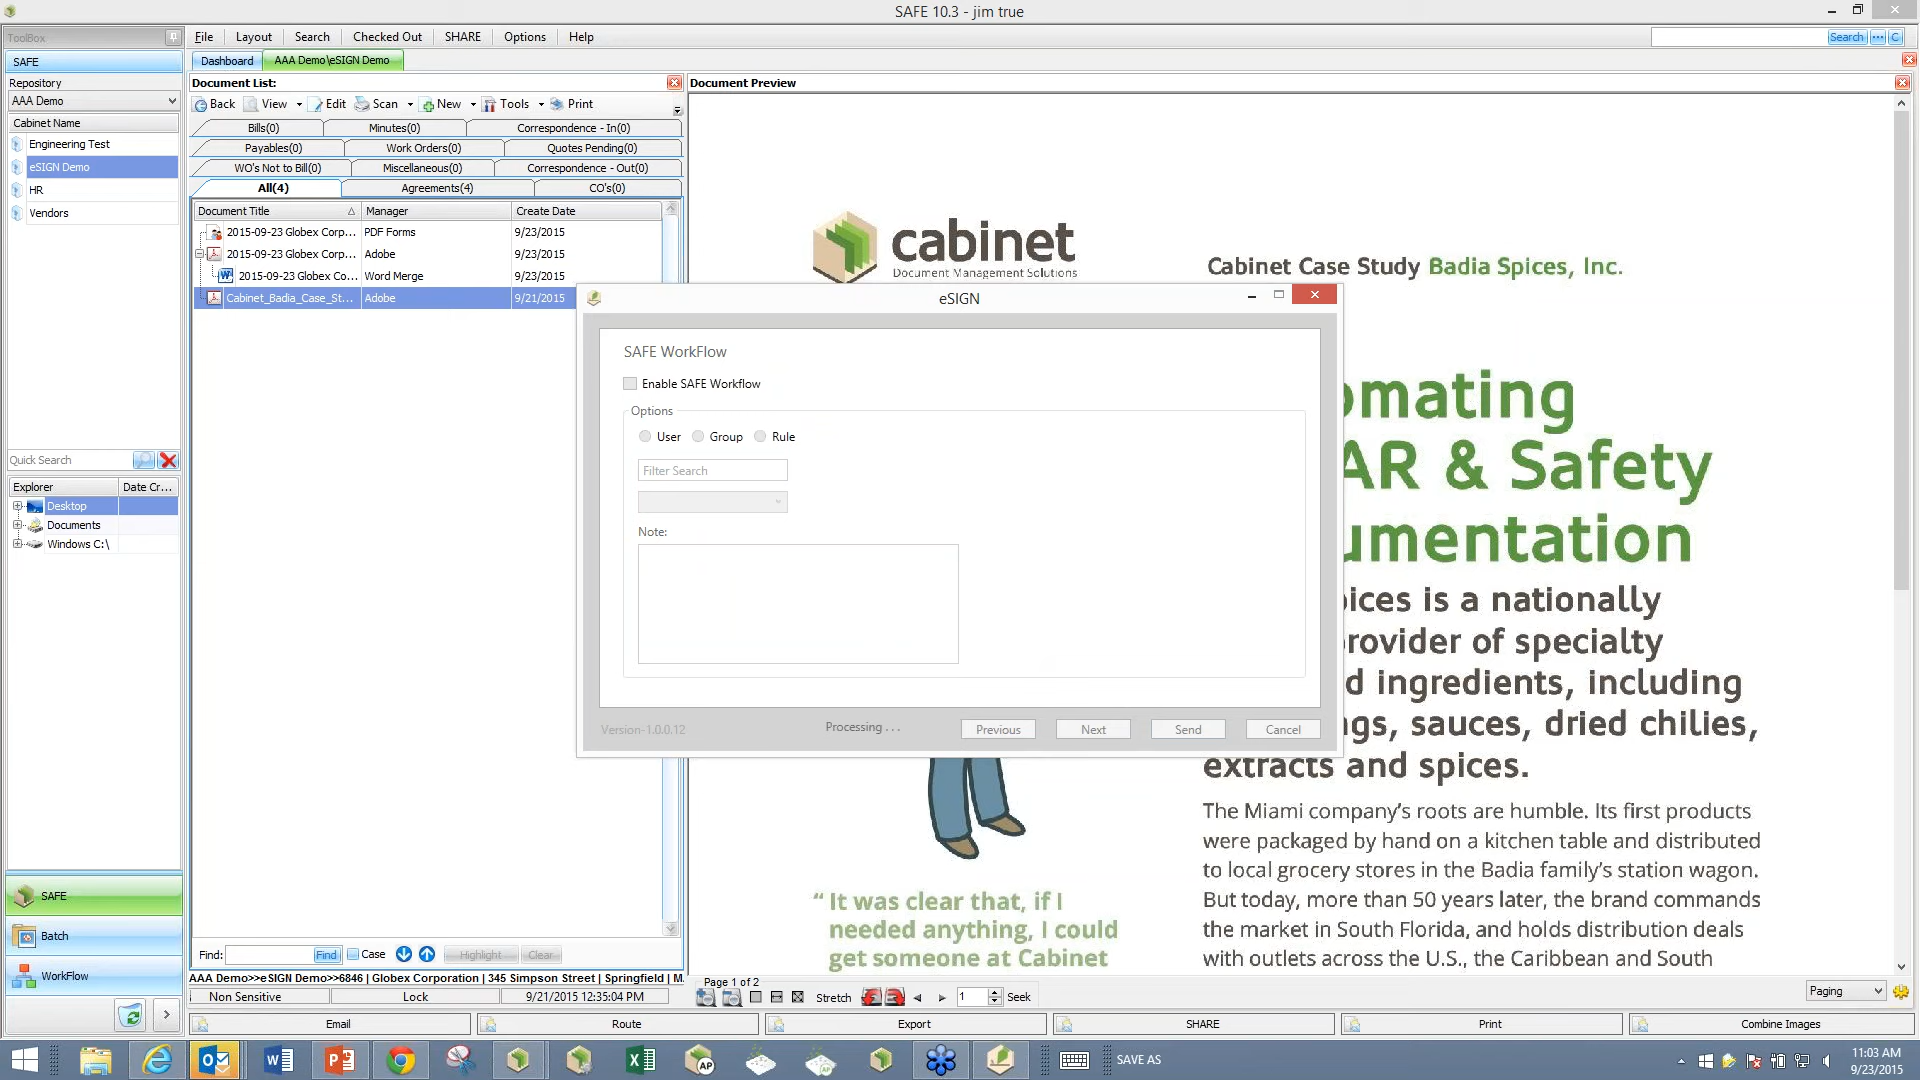 SAFE 10.3 - jim true
ToolBox
File Layout Search Checked Out SHARE Options Help
Search
SAFE
Repository
AAA Demo
Cabinet Name
Engineering Test
eSIGN Demo
HR
Vendors
Quick Search
Explorer Date Cr...
Desktop
Documents
Windows C:\
SAFE
Batch
WorkFlow
Dashboard AAA Demo\eSIGN Demo
Document List:
Back View Edit Scan New Tools Print
Bills(0) Minutes(0) Correspondence - In(0)
Payables(0) Work Orders(0) Quotes Pending(0)
WO's Not to Bill(0) Miscellaneous(0) Correspondence - Out(0)
All(4) Agreements(4) CO's(0)
Document Title Manager Create Date
2015-09-23 Globex Corp... PDF Forms 9/23/2015
2015-09-23 Globex Corp... Adobe 9/23/2015
2015-09-23 Globex Co... Word Merge 9/23/2015
Cabinet_Badia_Case_St... Adobe 9/21/2015
Find: Find Case Highlight Clear
AAA Demo>>eSIGN Demo>>6846 | Globex Corporation | 345 Simpson Street | Springfield | M
Non Sensitive Lock 9/21/2015 12:35:04 PM
Document Preview
cabinet
Document Management Solutions
Cabinet Case Study Badia Spices, Inc.
omating
AR & Safety
umentation
ices is a nationally
rovider of specialty
d ingredients, including
ngs, sauces, dried chilies,
extracts and spices.
The Miami company's roots are humble. Its first products
were packaged by hand on a kitchen table and distributed
to local grocery stores in the Badia family's station wagon.
But today, more than 50 years later, the brand commands
the market in South Florida, and holds distribution deals
with outlets across the U.S., the Caribbean and South
“ It was clear that, if I
needed anything, I could
get someone at Cabinet
eSIGN
SAFE WorkFlow
Enable SAFE Workflow
Options
User Group Rule
Filter Search
Note:
Version-1.0.0.12 Processing . . . Previous Next Send Cancel
Page 1 of 2
Stretch 1 Seek
Paging
Email Route Export SHARE Print Combine Images
SAVE AS
11:03 AM
9/23/2015